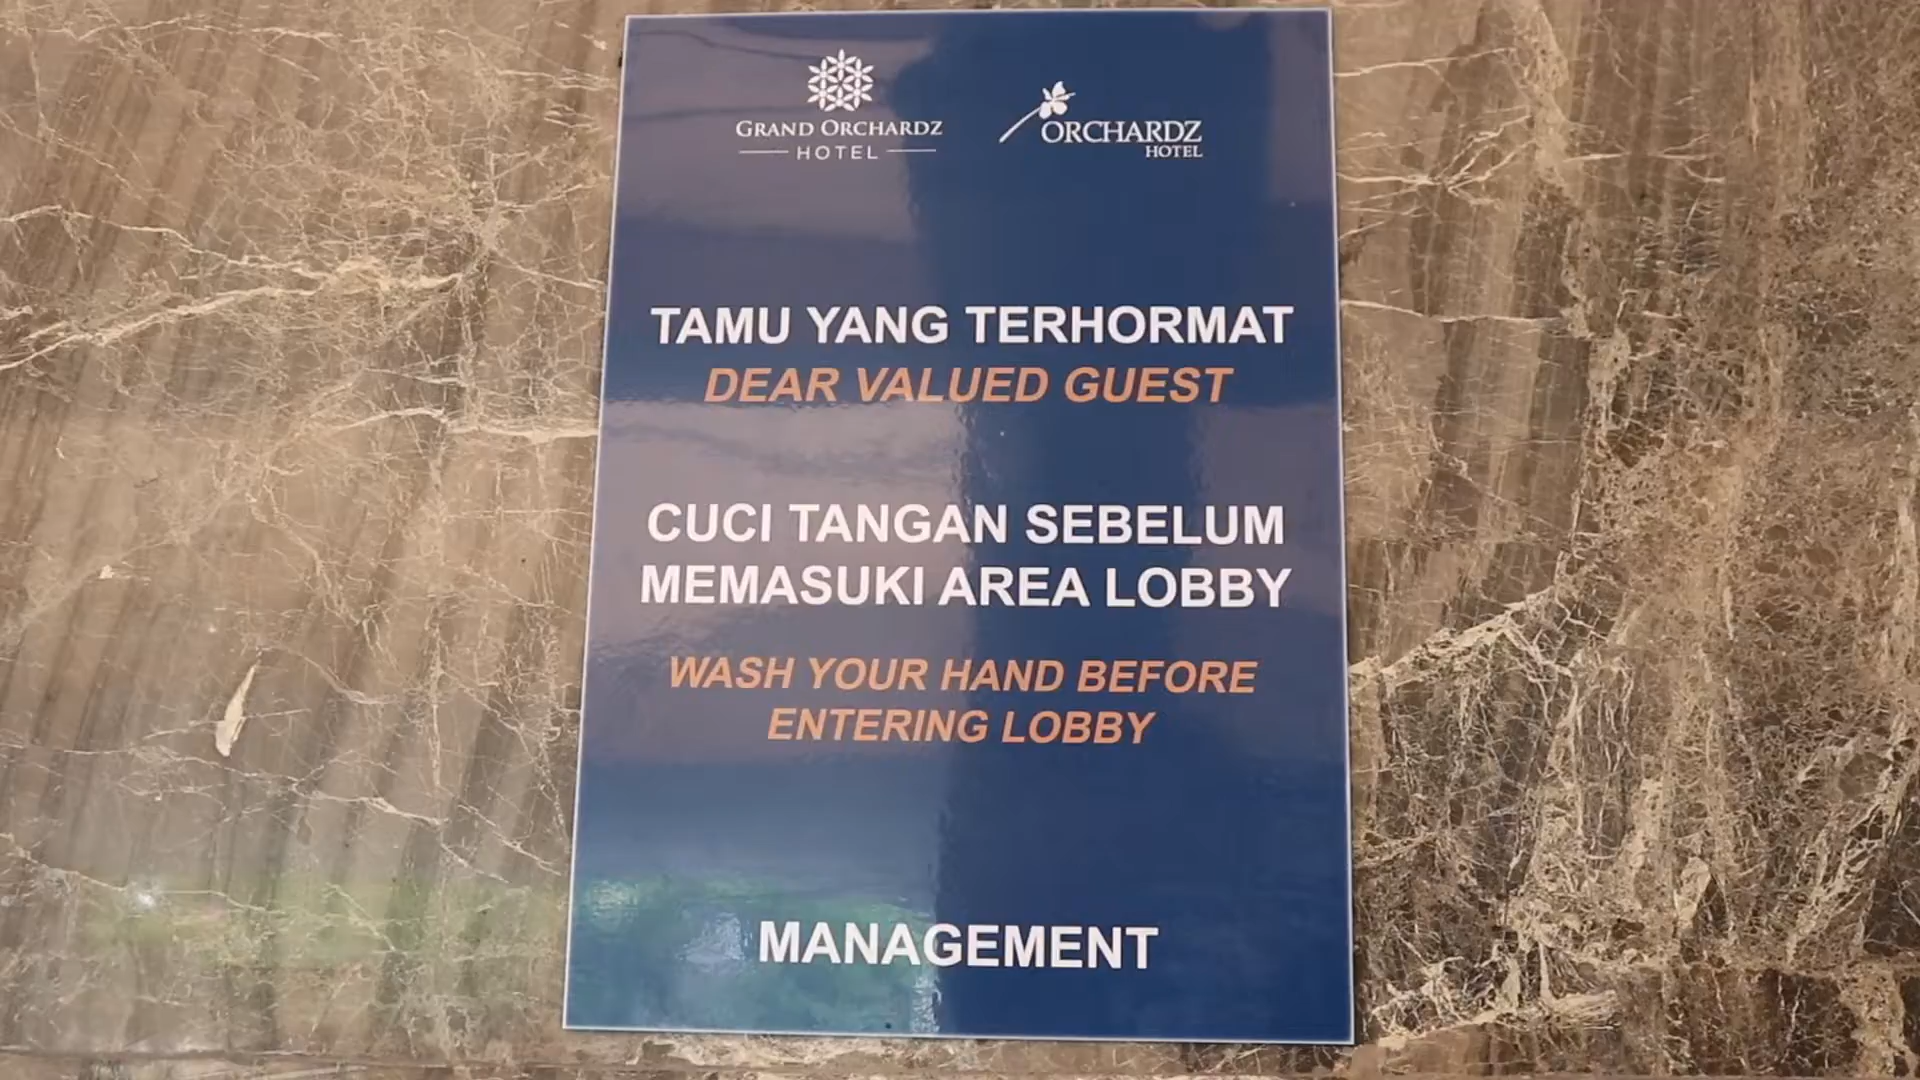 GRAND ORCHARDZ
HOTEL
ORCHARDZ
HOTEL
TAMU YANG TERHORMAT
DEAR VALUED GUEST
CUCI TANGAN SEBELUM
MEMASUKI AREA LOBBY
WASH YOUR HAND BEFORE
ENTERING LOBBY
MANAGEMENT